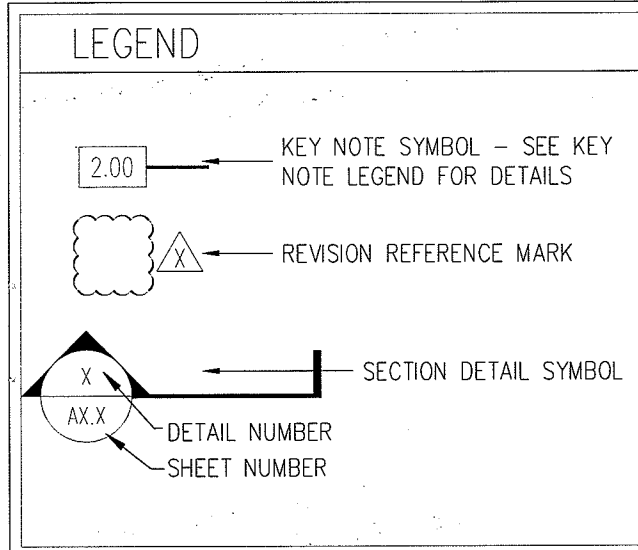 LEGEND
2.00
KEY NOTE SYMBOL - SEE KEY
NOTE LEGEND FOR DETAILS
X
REVISION REFERENCE MARK
SECTION DETAIL SYMBOL
X
AX.X
DETAIL NUMBER
SHEET NUMBER